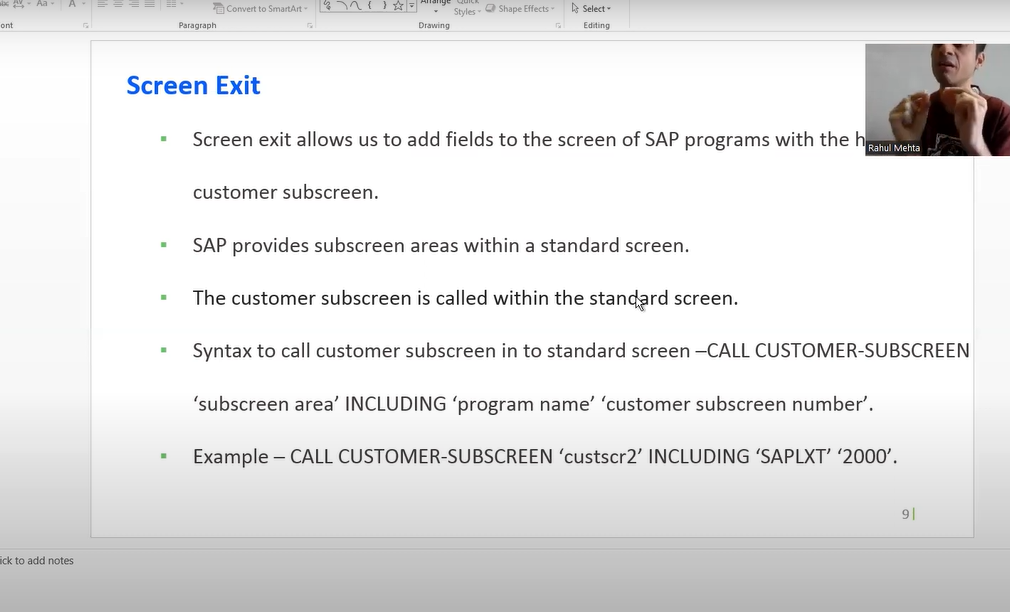 Aa
A
Convert to SmartArt
Arrange
Quick
Styles
Shape Effects
Select
ont
Paragraph
Drawing
Editing
Screen Exit
Screen exit allows us to add fields to the screen of SAP programs with the
Rahul Mehta
customer subscreen.
SAP provides subscreen areas within a standard screen.
The customer subscreen is called within the standard screen.
Syntax to call customer subscreen in to standard screen –CALL CUSTOMER-SUBSCREEN
‘subscreen area’ INCLUDING ‘program name’ ‘customer subscreen number’.
Example – CALL CUSTOMER-SUBSCREEN ‘custscr2’ INCLUDING ‘SAPLXT’ ‘2000’.
9
ick to add notes